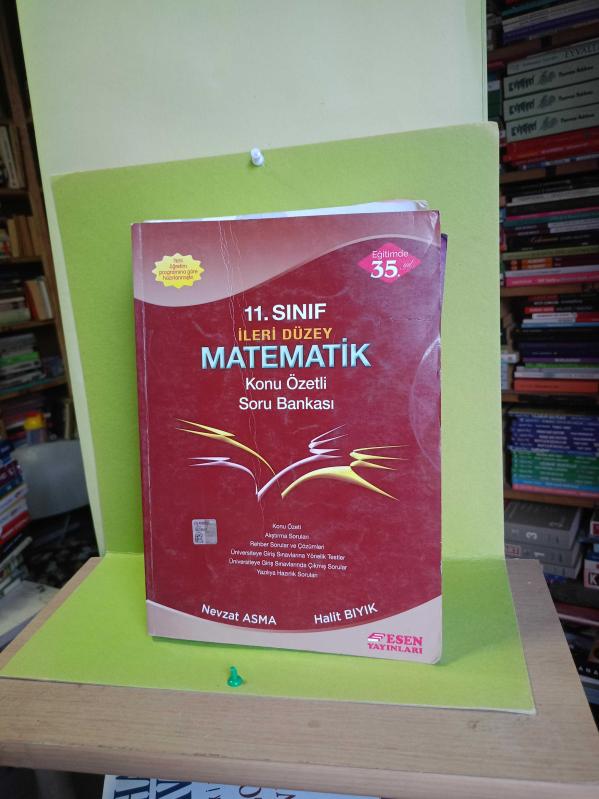 Yeni
öğretim
programına göre
hazırlanmıştır.
Eğitimde
35. yıl
11. SINIF
İLERİ DÜZEY
MATEMATİK
Konu Özetli
Soru Bankası
Konu Özeti
Alıştırma Soruları
Rehber Sorular ve Çözümleri
Üniversiteye Giriş Sınavlarına Yönelik Testler
Üniversiteye Giriş Sınavlarında Çıkmış Sorular
Yazılıya Hazırlık Soruları
Nevzat ASMA
Halit BIYIK
ESEN
YAYINLARI
EYVALL
3